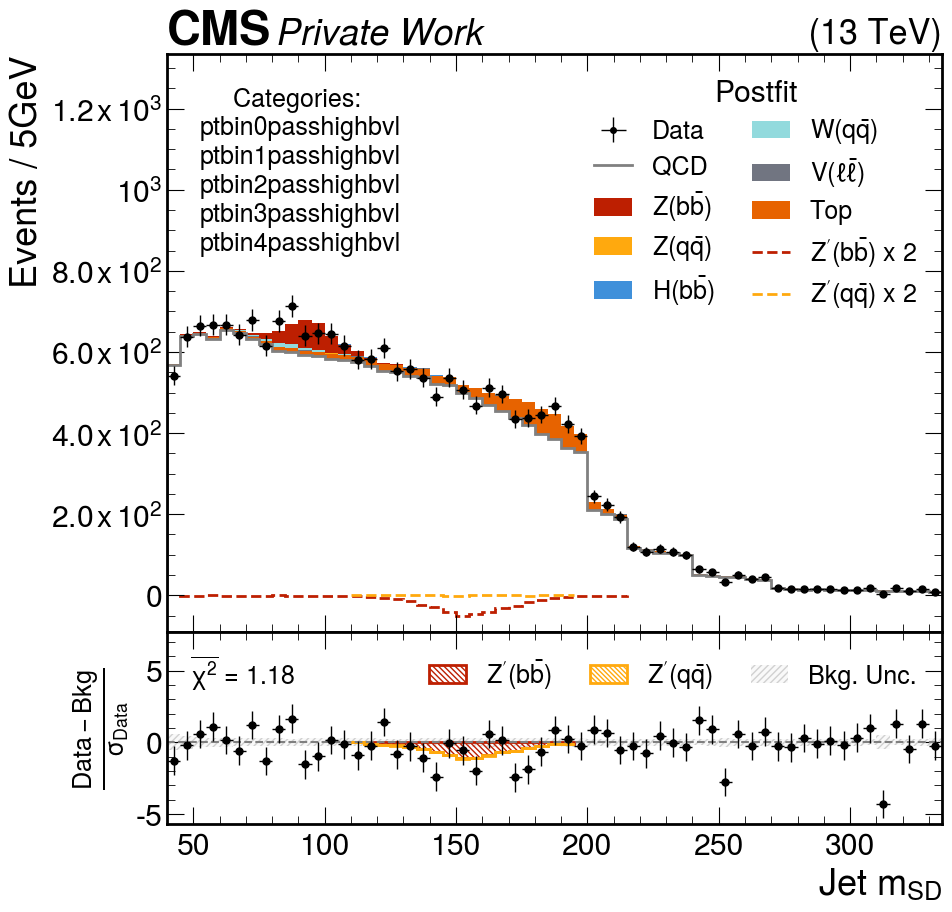 CMS Private Work (13 TeV)
Events / 5GeV
1.2 x 10³
10³
8.0 x 10²
6.0 x 10²
4.0 x 10²
2.0 x 10²
0
Categories:
ptbin0passhighbvl
ptbin1passhighbvl
ptbin2passhighbvl
ptbin3passhighbvl
ptbin4passhighbvl
Postfit
Data
QCD
Z(bb̄)
Z(qq̄)
H(bb̄)
W(qq̄)
V(ℓℓ̄)
Top
Z′(bb̄) x 2
Z′(qq̄) x 2
Data − Bkg
σ_Data
5
0
-5
χ̅²̅ = 1.18
Z′(bb̄)
Z′(qq̄)
Bkg. Unc.
50 100 150 200 250 300
Jet m_SD